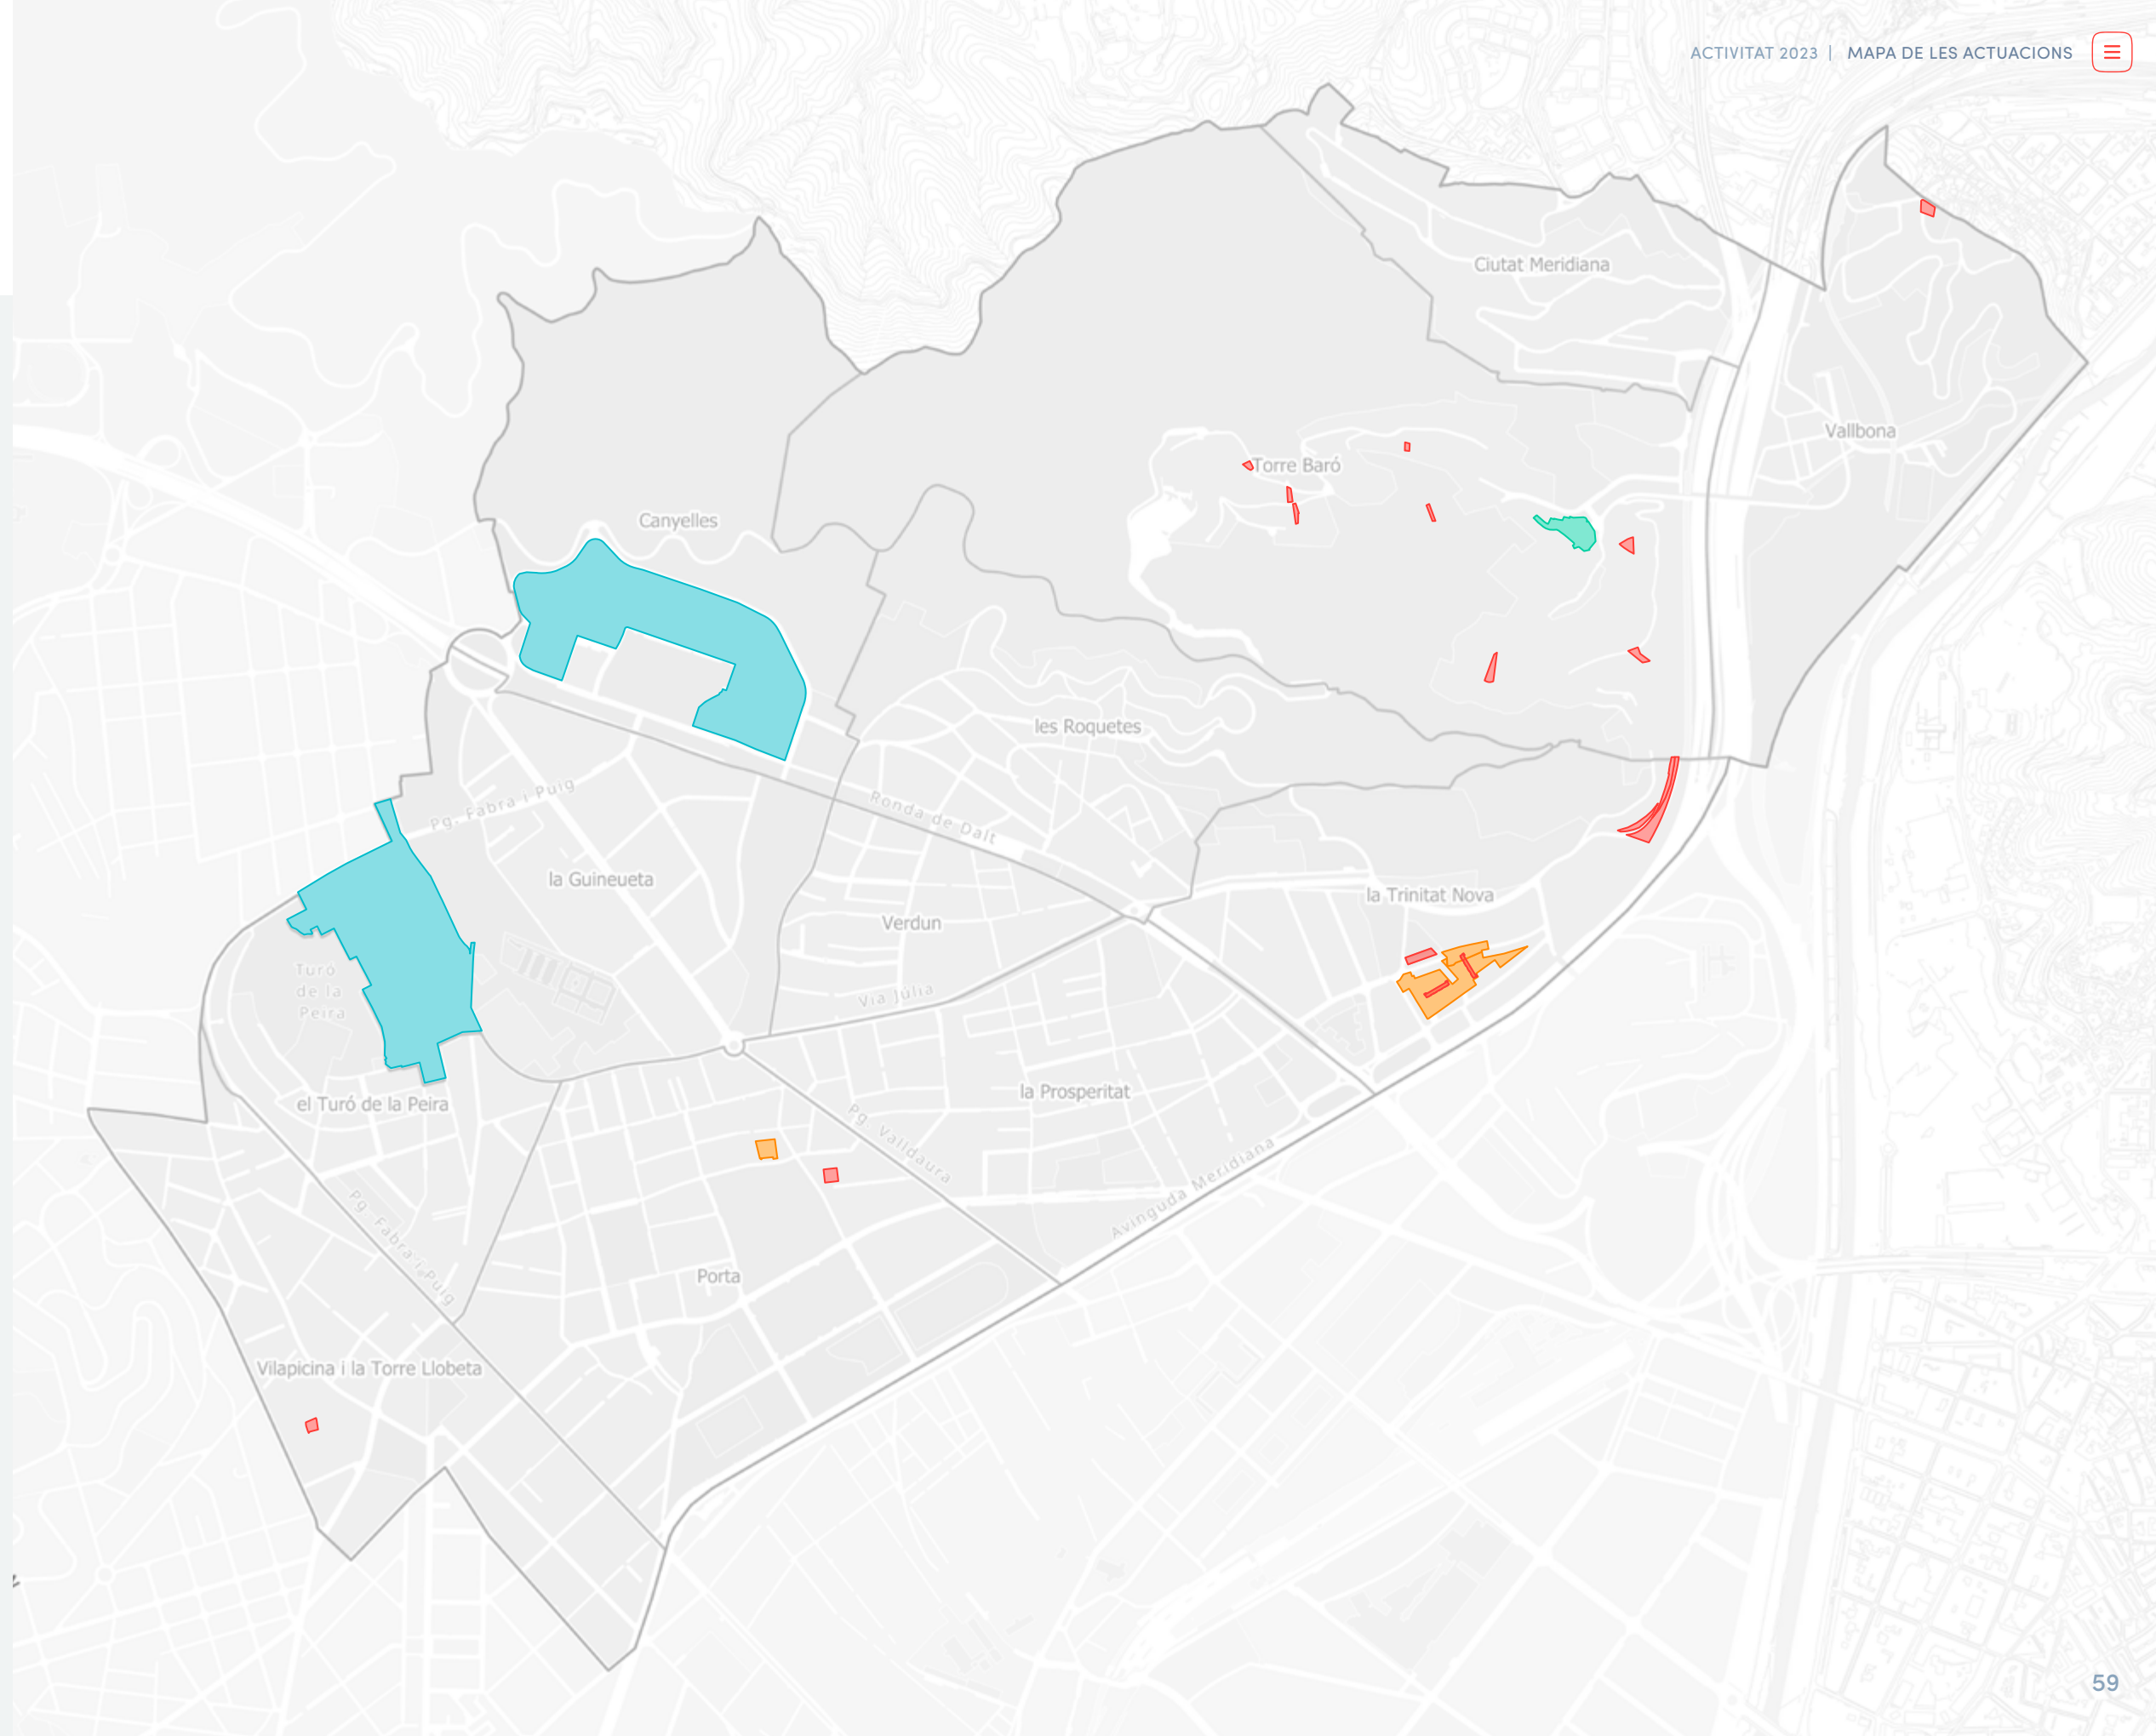 ACTIVITAT 2023 | MAPA DE LES ACTUACIONS
Ciutat Meridiana
Vallbona
Torre Baró
Canyelles
les Roquetes
Pg. Fabra i Puig
Ronda de Dalt
la Guineueta
la Trinitat Nova
Verdun
Turó
de la
Peira
Via Júlia
la Prosperitat
el Turó de la Peira
Pg. Valldaura
Avinguda Meridiana
Pg. Fabra i Puig
Porta
Vilapicina i la Torre Llobeta
59